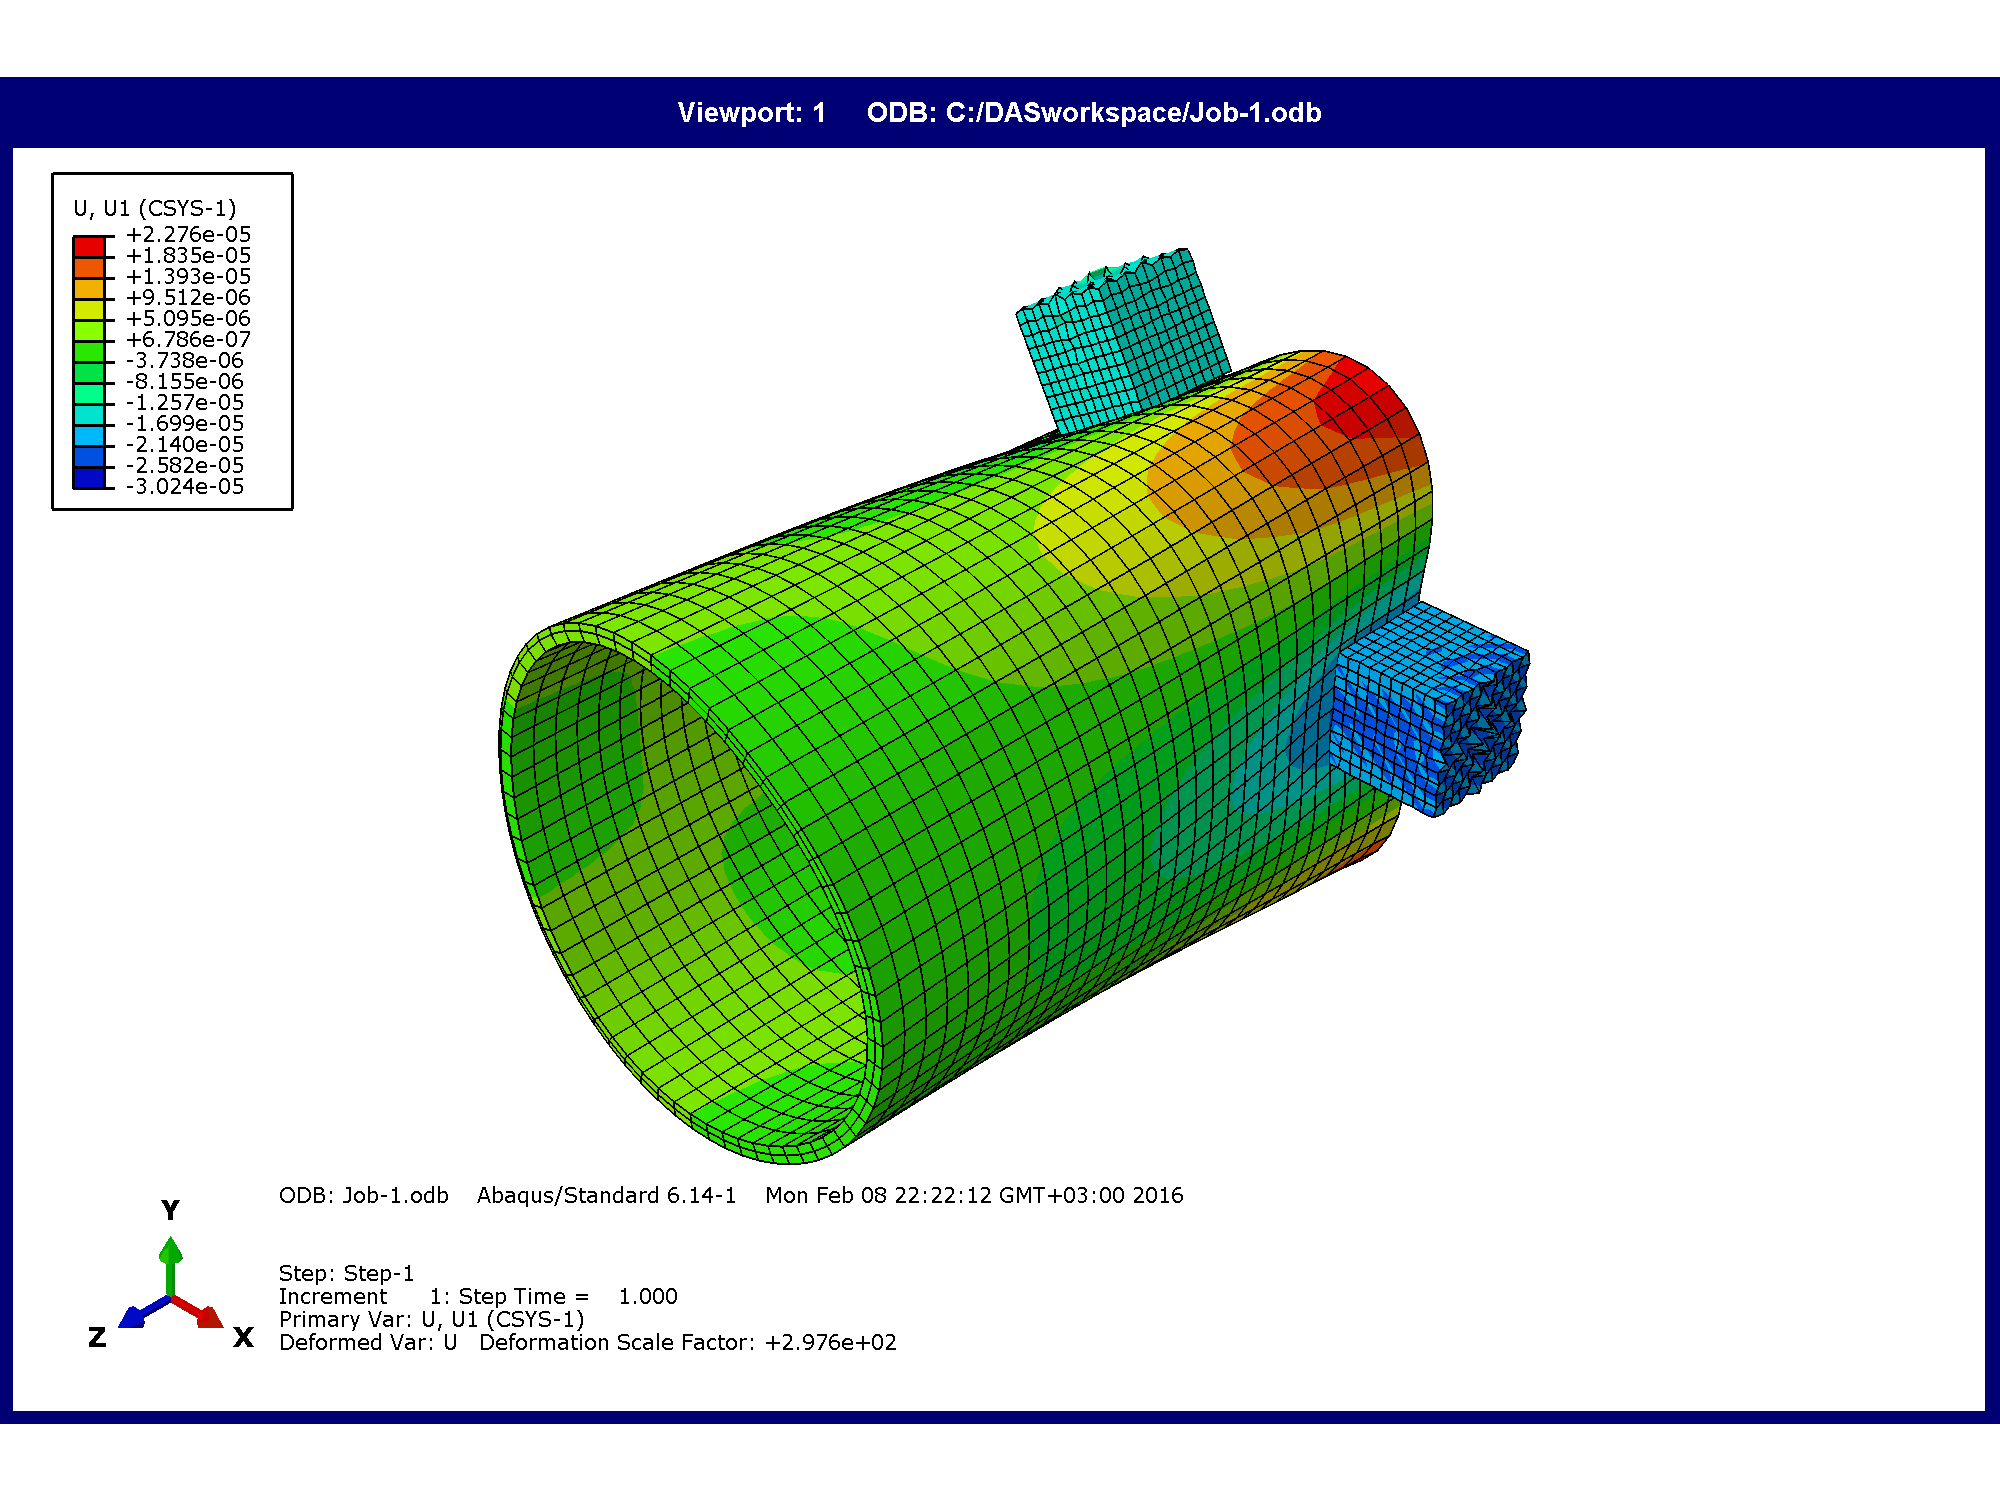 Viewport: 1 ODB: C:/DASworkspace/Job-1.odb
U, U1 (CSYS-1)
+2.276e-05
+1.835e-05
+1.393e-05
+9.512e-06
+5.095e-06
+6.786e-07
-3.738e-06
-8.155e-06
-1.257e-05
-1.699e-05
-2.140e-05
-2.582e-05
-3.024e-05
Y
Z
X
ODB: Job-1.odb Abaqus/Standard 6.14-1 Mon Feb 08 22:22:12 GMT+03:00 2016
Step: Step-1
Increment 1: Step Time = 1.000
Primary Var: U, U1 (CSYS-1)
Deformed Var: U Deformation Scale Factor: +2.976e+02